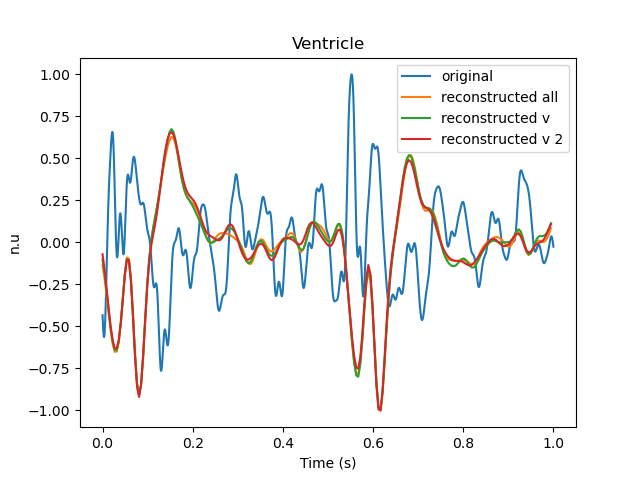 Ventricle
original
reconstructed all
reconstructed v
reconstructed v 2
1.00
0.75
0.50
0.25
0.00
−0.25
−0.50
−0.75
−1.00
n.u
0.0 0.2 0.4 0.6 0.8 1.0
Time (s)